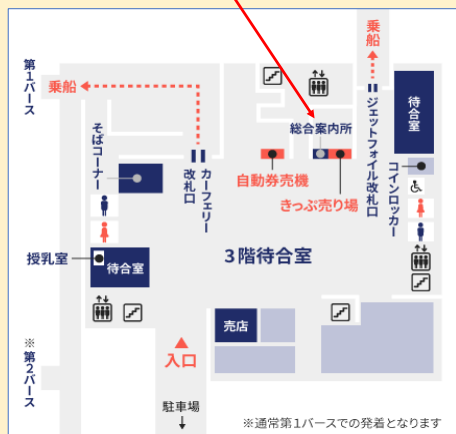 乗船
第1バース
乗船
待合室
総合案内所
ジェットフォイル改札口
そばコーナー
カーフェリー
改札口
自動券売機
きっぷ売り場
コインロッカー
授乳室
待合室
3階待合室
売店
入口
※第2バース
駐車場
※通常第1バースでの発着となります